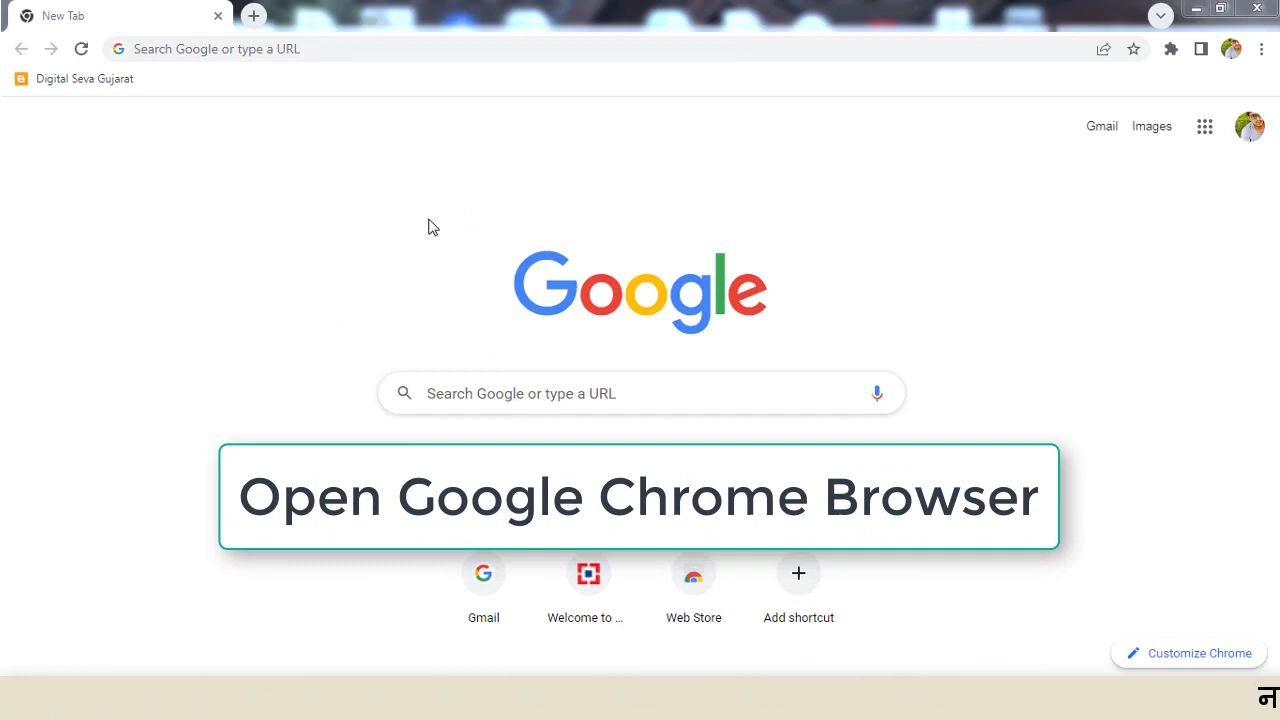 New Tab
Search Google or type a URL
Digital Seva Gujarat
Gmail Images
Google
Search Google or type a URL
Open Google Chrome Browser
Gmail
Welcome to ...
Web Store
Add shortcut
Customize Chrome
न